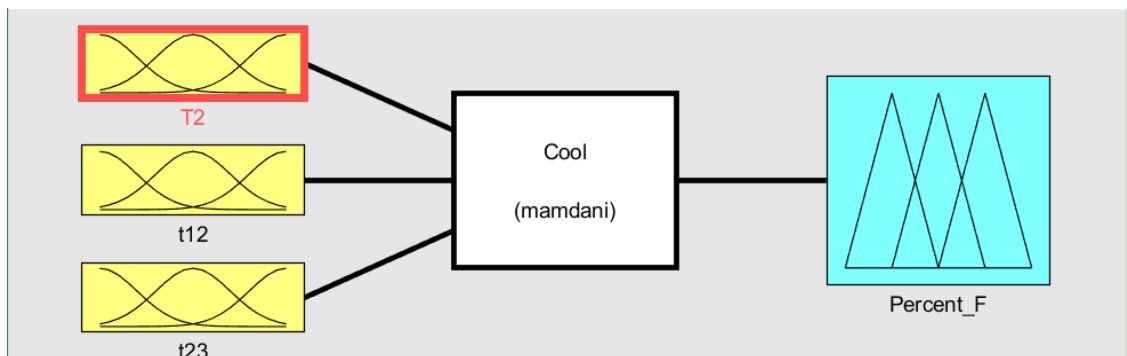 T2
Cool
(mamdani)
t12
Percent_F
t23